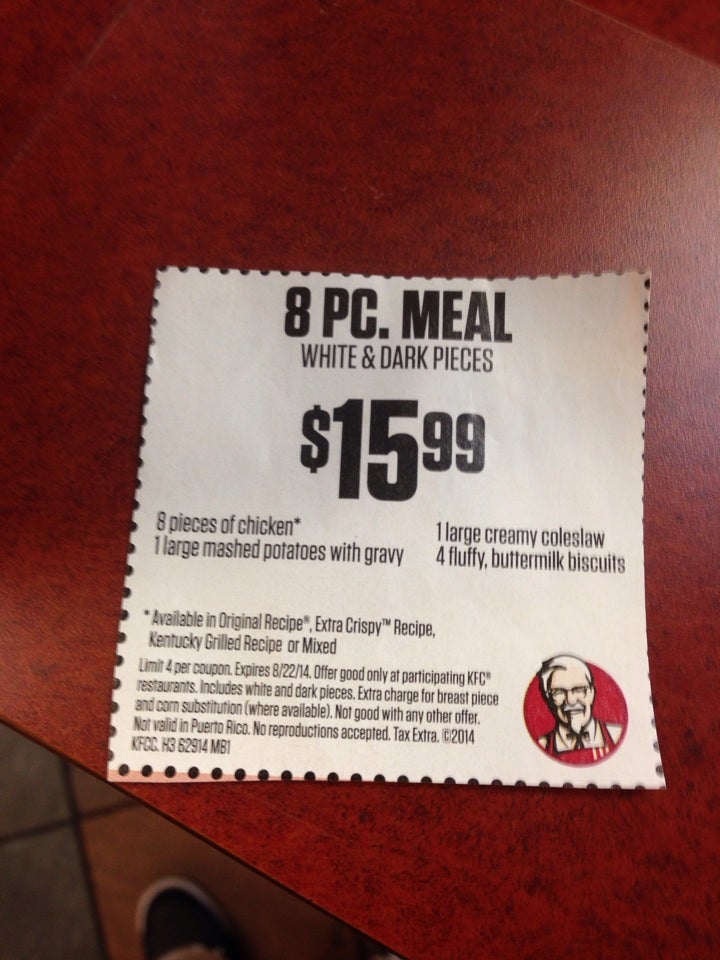 8 PC. MEAL
WHITE & DARK PIECES
$15 99
8 pieces of chicken*
1 large mashed potatoes with gravy
1 large creamy coleslaw
4 fluffy, buttermilk biscuits
* Available in Original Recipe®, Extra Crispy™ Recipe,
Kentucky Grilled Recipe or Mixed
Limit 4 per coupon. Expires 8/22/14. Offer good only at participating KFC®
restaurants. Includes white and dark pieces. Extra charge for breast piece
and corn substitution (where available). Not good with any other offer.
Not valid in Puerto Rico. No reproductions accepted. Tax Extra. ©2014
KFCC. H3 62914 MB1